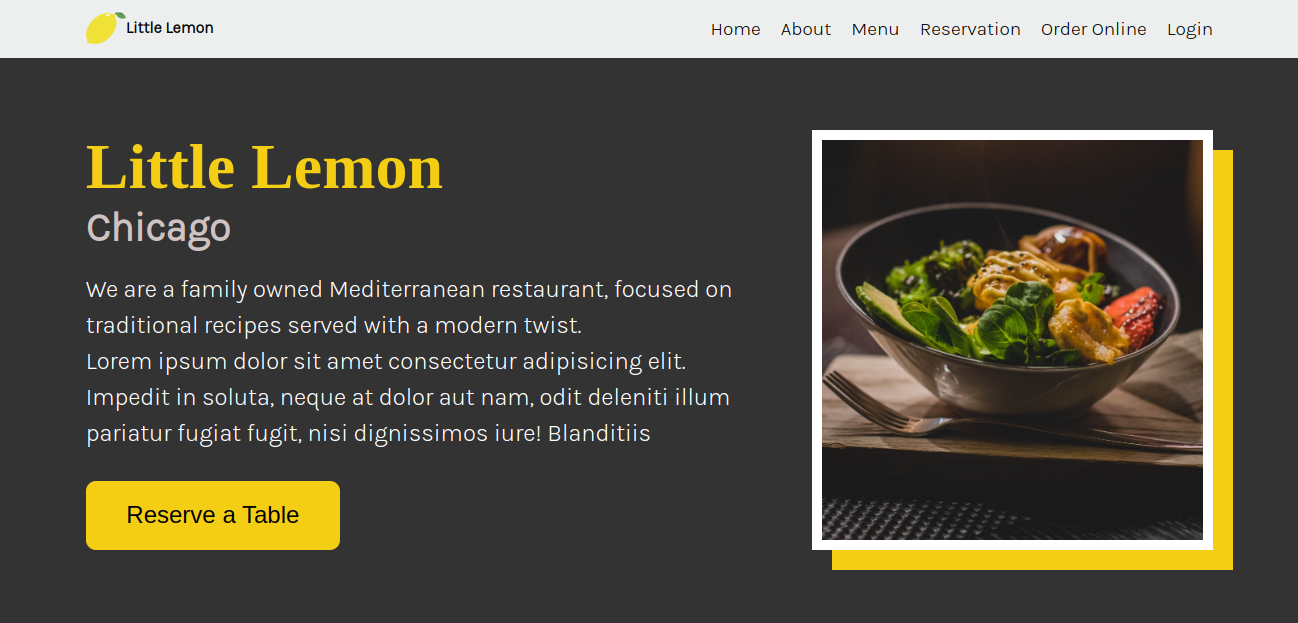 Little Lemon
Home About Menu Reservation Order Online Login
Little Lemon
Chicago
We are a family owned Mediterranean restaurant, focused on
traditional recipes served with a modern twist.
Lorem ipsum dolor sit amet consectetur adipisicing elit.
Impedit in soluta, neque at dolor aut nam, odit deleniti illum
pariatur fugiat fugit, nisi dignissimos iure! Blanditiis
Reserve a Table